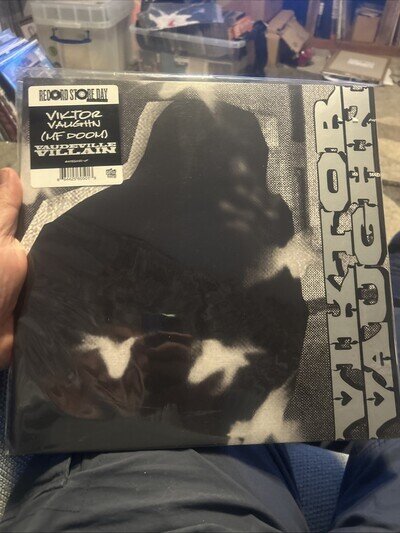 RECORD STORE DAY
VIKTOR
VAUGHN
(MF DOOM)
VAUDEVILLE
VILLAIN
VIKTOR
VAUGHN